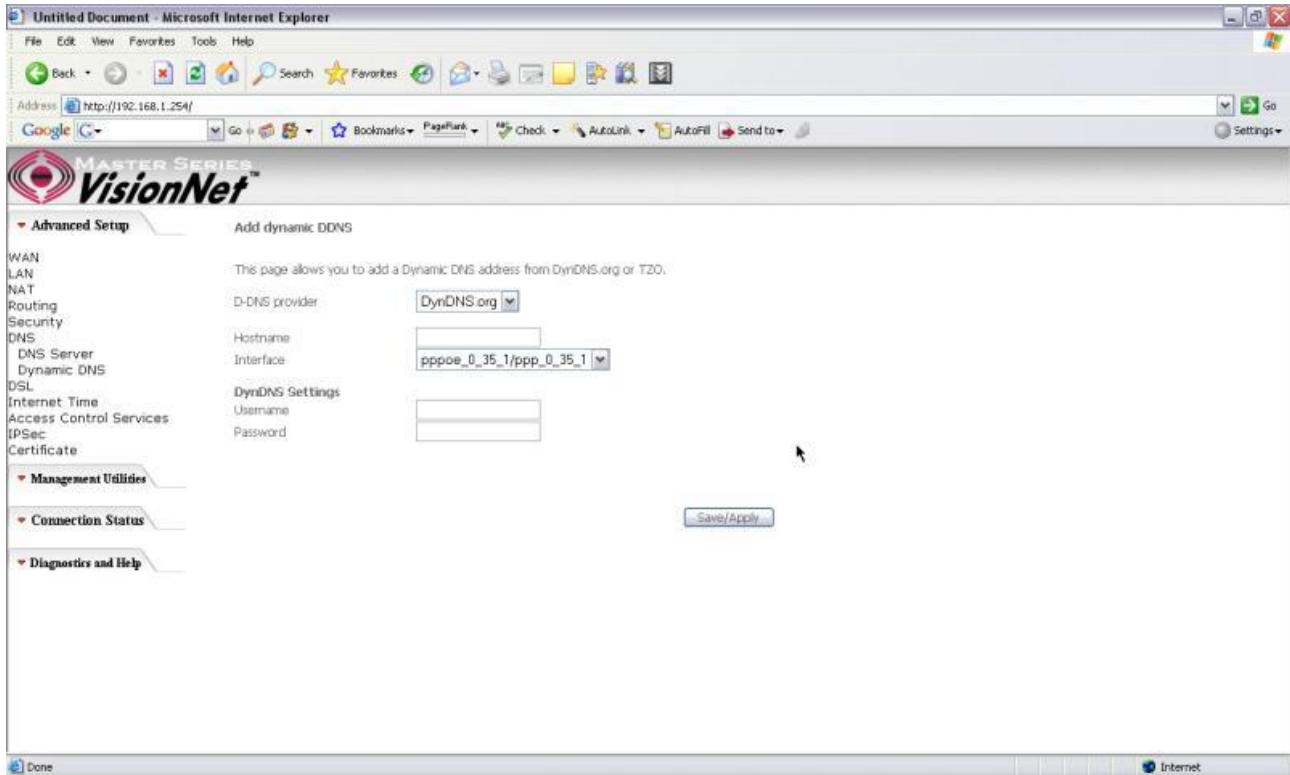 Untitled Document - Microsoft Internet Explorer
File Edit View Favorites Tools Help
Back Search Favorites
Address http://192.168.1.254/ Go
Google G Go Bookmarks PageRank Check AutoLink AutoFill Send to Settings
MASTER SERIES
VisionNet™
Advanced Setup
WAN
LAN
NAT
Routing
Security
DNS
DNS Server
Dynamic DNS
DSL
Internet Time
Access Control Services
IPSec
Certificate
Management Utilities
Connection Status
Diagnostics and Help
Add dynamic DDNS
This page allows you to add a Dynamic DNS address from DynDNS.org or TZO.
D-DNS provider DynDNS.org
Hostname
Interface pppoe_0_35_1/ppp_0_35_1
DynDNS Settings
Username
Password
Save/Apply
Done Internet